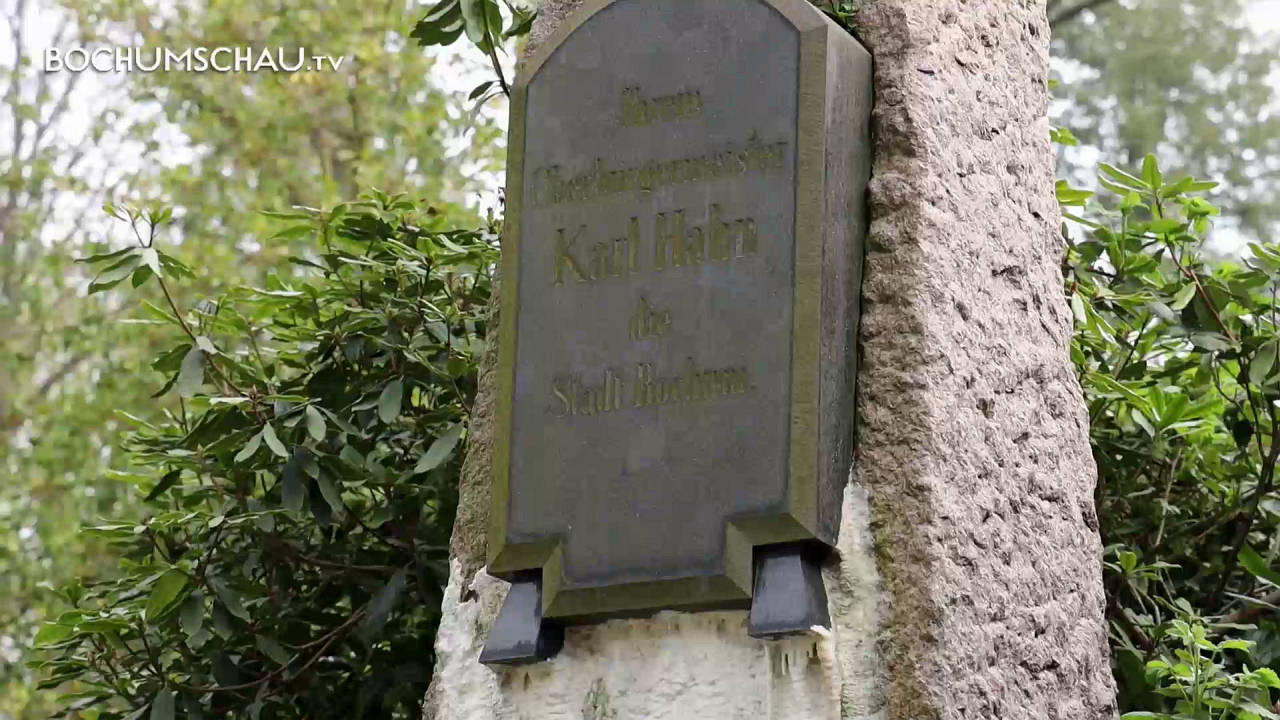 BOCHUMSCHAU.tv
Ihrem
Oberbürgermeister
Karl Hahn
die
Stadt Bochum.